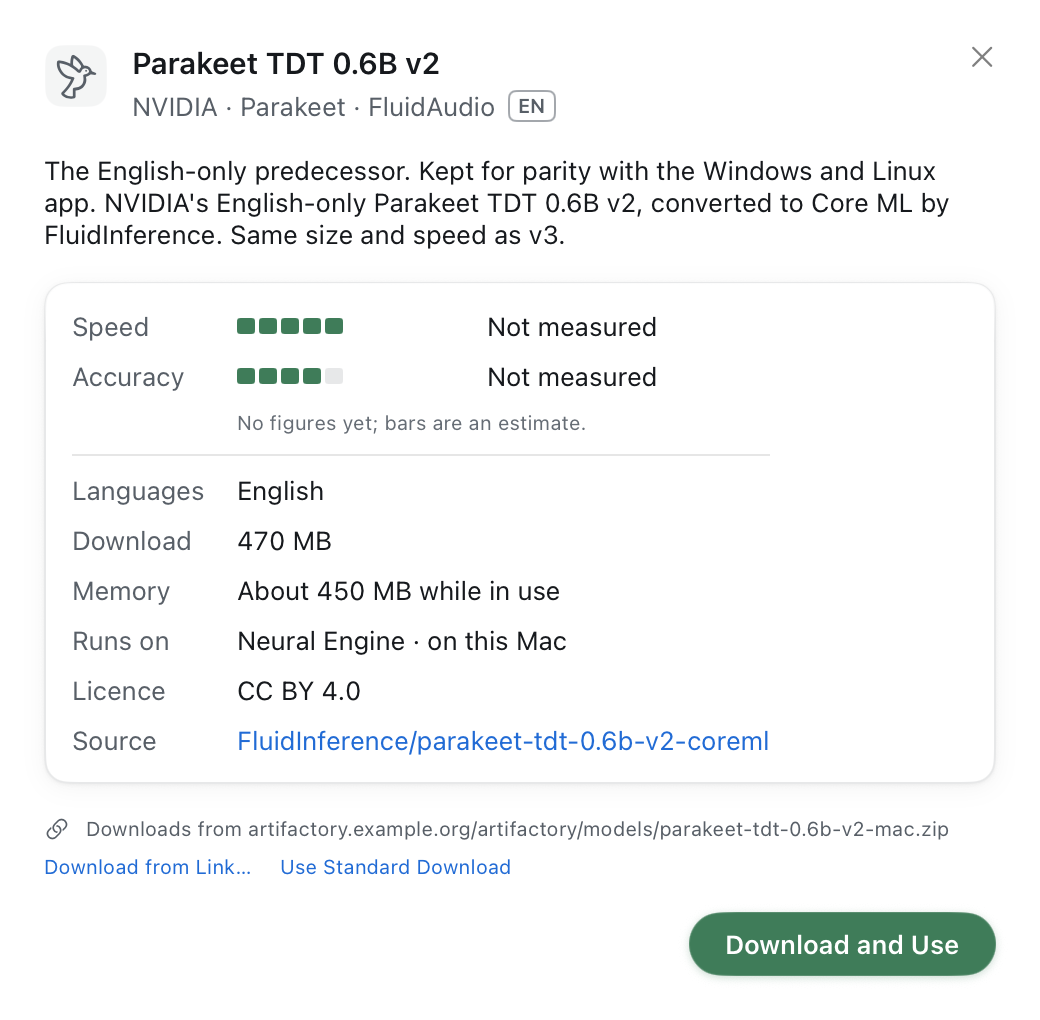 Parakeet TDT 0.6B v2
NVIDIA · Parakeet · FluidAudio EN
The English-only predecessor. Kept for parity with the Windows and Linux
app. NVIDIA's English-only Parakeet TDT 0.6B v2, converted to Core ML by
FluidInference. Same size and speed as v3.
Speed Not measured
Accuracy Not measured
No figures yet; bars are an estimate.
Languages English
Download 470 MB
Memory About 450 MB while in use
Runs on Neural Engine · on this Mac
Licence CC BY 4.0
Source FluidInference/parakeet-tdt-0.6b-v2-coreml
Downloads from artifactory.example.org/artifactory/models/parakeet-tdt-0.6b-v2-mac.zip
Download from Link... Use Standard Download
Download and Use